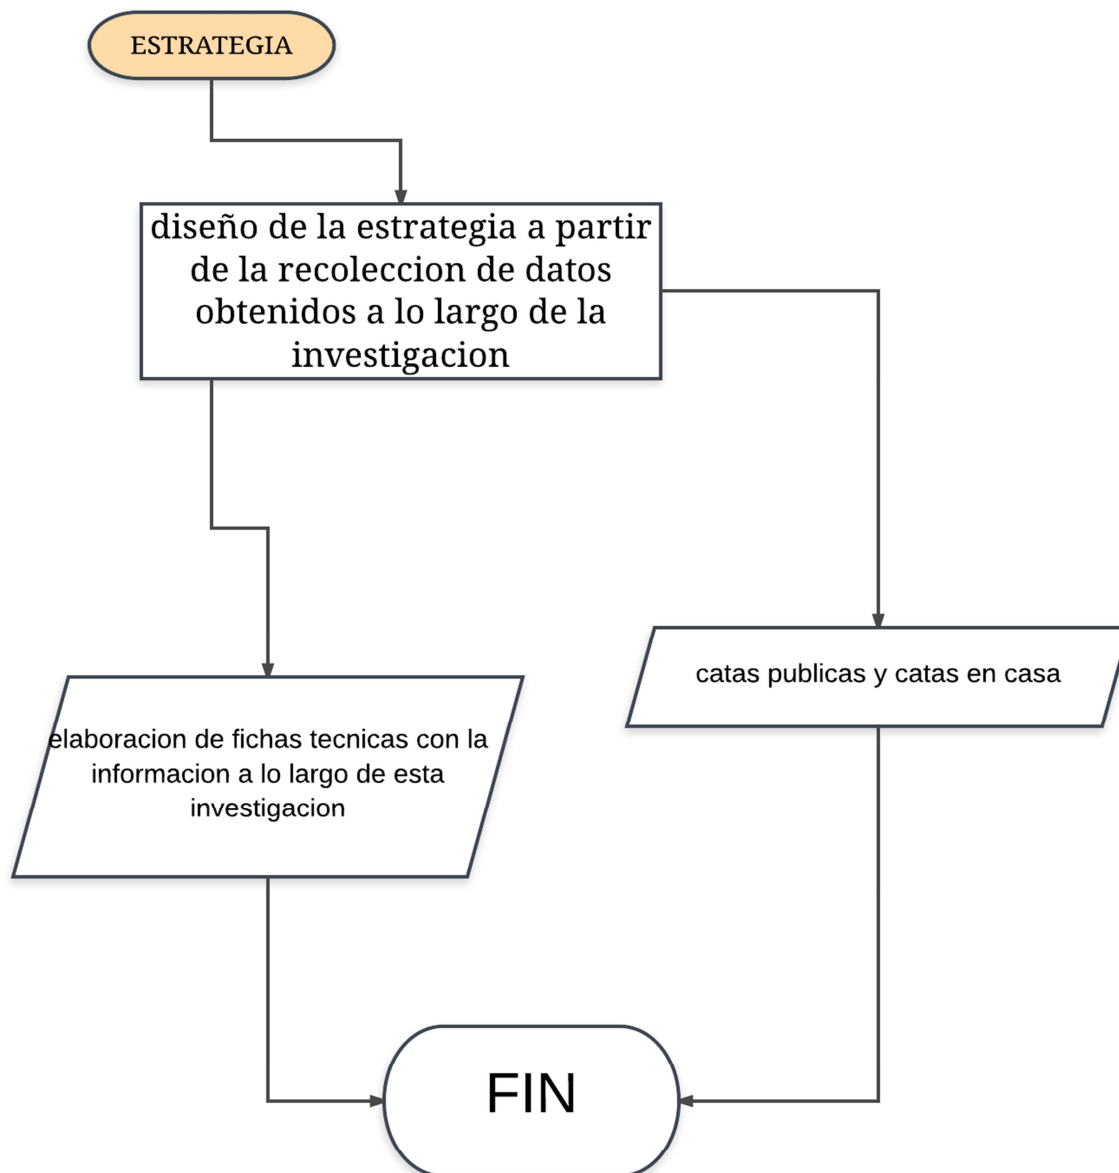 ESTRATEGIA
diseño de la estrategia a partir
de la recoleccion de datos
obtenidos a lo largo de la
investigacion
catas publicas y catas en casa
elaboracion de fichas tecnicas con la
informacion a lo largo de esta
investigacion
FIN